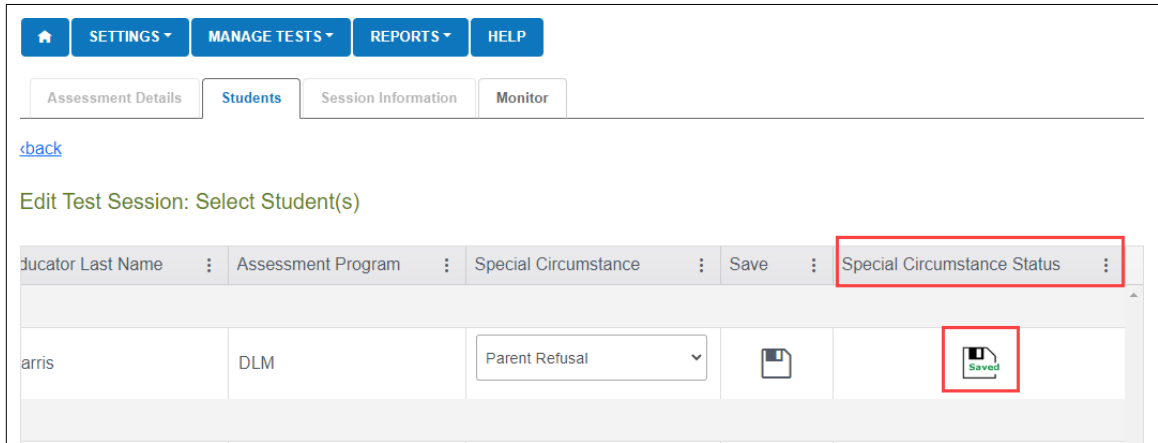 SETTINGS MANAGE TESTS REPORTS HELP
Assessment Details Students Session Information Monitor
‹back
Edit Test Session: Select Student(s)
ducator Last Name Assessment Program Special Circumstance Save Special Circumstance Status
arris DLM Parent Refusal Saved